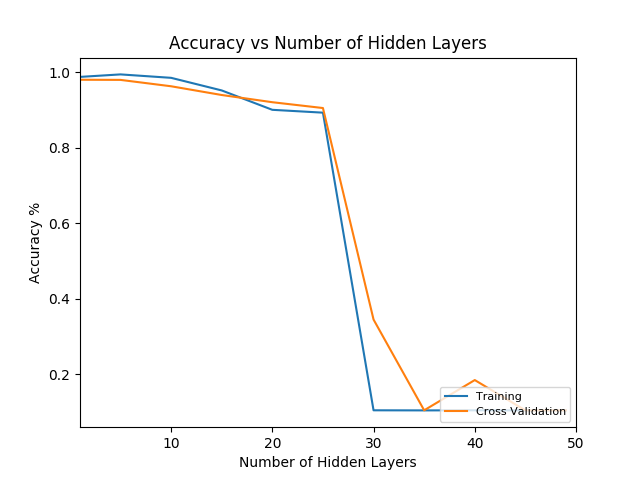 Accuracy vs Number of Hidden Layers
1.0
0.8
0.6
0.4
0.2
Accuracy %
10 20 30 40 50
Number of Hidden Layers
Training
Cross Validation